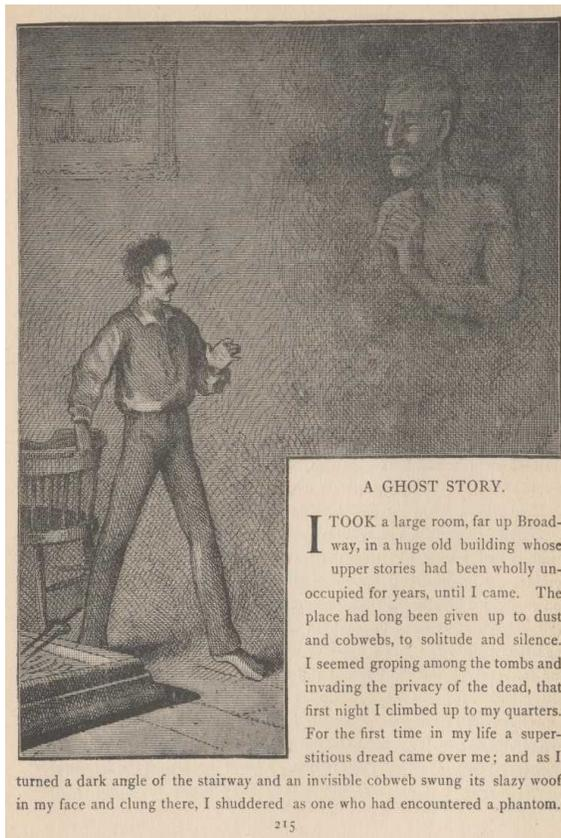 A GHOST STORY.
I TOOK a large room, far up Broad-
way, in a huge old building whose
upper stories had been wholly un-
occupied for years, until I came. The
place had long been given up to dust
and cobwebs, to solitude and silence.
I seemed groping among the tombs and
invading the privacy of the dead, that
first night I climbed up to my quarters.
For the first time in my life a super-
stitious dread came over me; and as I
turned a dark angle of the stairway and an invisible cobweb swung its slazy woof
in my face and clung there, I shuddered as one who had encountered a phantom.
215